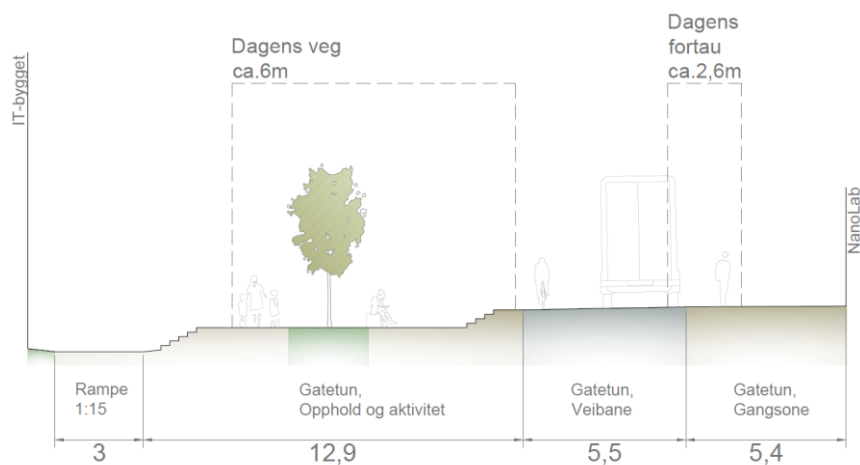 Dagens veg
ca.6m
Dagens
fortau
ca.2,6m
IT-bygget
NanoLab
Rampe
1:15
Gatetun,
Opphold og aktivitet
Gatetun,
Veibane
Gatetun,
Gangsone
3
12,9
5,5
5,4